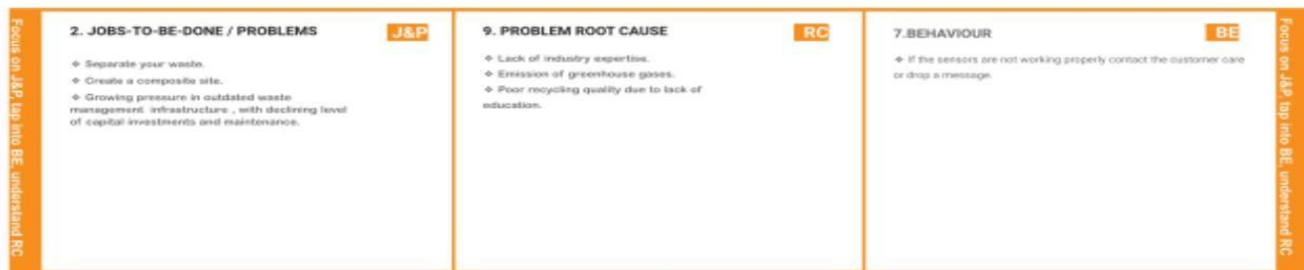 Focus on J&P, tap into BE, understand RC
2. JOBS-TO-BE-DONE / PROBLEMS
J&P
❖ Separate your waste.
❖ Create a composite site.
❖ Growing pressure in outdated waste
management infrastructure , with declining level
of capital investments and maintenance.
9. PROBLEM ROOT CAUSE
RC
❖ Lack of industry expertise.
❖ Emission of greenhouse gases.
❖ Poor recycling quality due to lack of
education.
7.BEHAVIOUR
BE
❖ If the sensors are not working properly contact the customer care
or drop a message.
Focus on J&P, tap into BE, understand RC